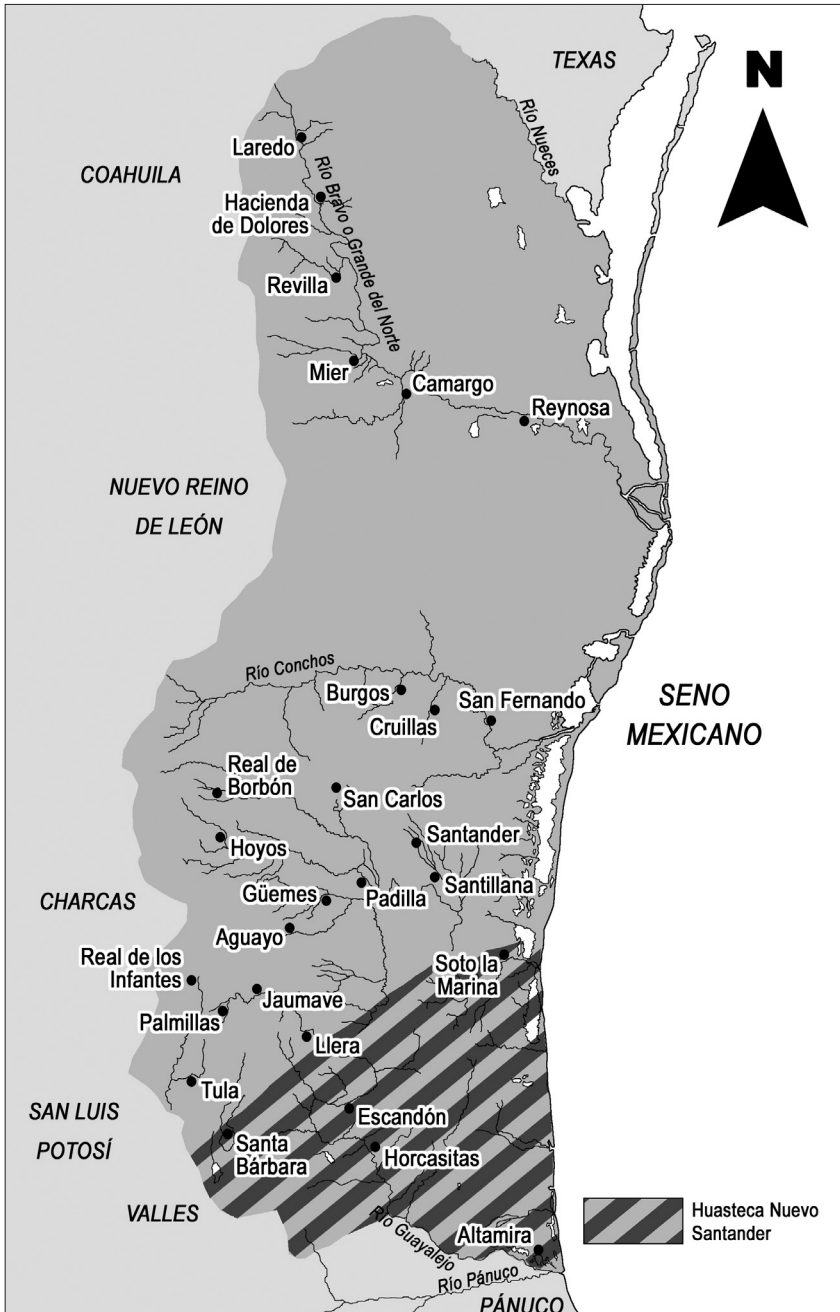 TEXAS
N
Río Nueces
Laredo
COAHUILA
Río Bravo o Grande del Norte
Hacienda
de Dolores
Revilla
Mier
Camargo
Reynosa
NUEVO REINO
DE LEÓN
Río Conchos
Burgos
San Fernando
Cruillas
SENO
MEXICANO
Real de
Borbón
San Carlos
Santander
Hoyos
Santillana
Padilla
Güemes
CHARCAS
Aguayo
Real de los
Infantes
Soto la
Marina
Jaumave
Palmillas
Llera
Tula
Escandón
SAN LUIS
POTOSÍ
Santa
Bárbara
Horcasitas
VALLES
Huasteca Nuevo
Santander
Río Guayalejo
Altamira
Río Pánuco
PÁNUCO